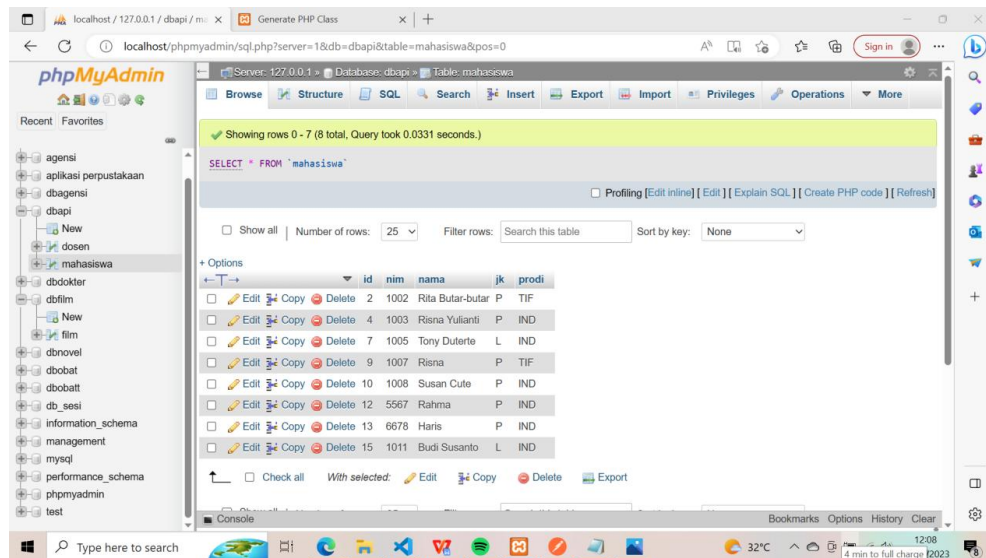 localhost / 127.0.0.1 / dbapi / ma
Generate PHP Class
localhost/phpmyadmin/sql.php?server=1&db=dbapi&table=mahasiswa&pos=0
Sign in
phpMyAdmin
Recent Favorites
agensi
aplikasi perpustakaan
dbagensi
dbapi
New
dosen
mahasiswa
dbdokter
dbfilm
New
film
dbnovel
dbobat
dbobatt
db_sesi
information_schema
management
mysql
performance_schema
phpmyadmin
test
Server: 127.0.0.1 » Database: dbapi » Table: mahasiswa
Browse Structure SQL Search Insert Export Import Privileges Operations More
Showing rows 0 - 7 (8 total, Query took 0.0331 seconds.)
SELECT * FROM `mahasiswa`
Profiling [Edit inline] [ Edit ] [ Explain SQL ] [ Create PHP code ] [ Refresh]
Show all | Number of rows: 25 Filter rows: Search this table Sort by key: None
+ Options
id nim nama jk prodi
Edit Copy Delete 2 1002 Rita Butar-butar P TIF
Edit Copy Delete 4 1003 Risna Yulianti P IND
Edit Copy Delete 7 1005 Tony Duterte L IND
Edit Copy Delete 9 1007 Risna P TIF
Edit Copy Delete 10 1008 Susan Cute P IND
Edit Copy Delete 12 5567 Rahma P IND
Edit Copy Delete 13 6678 Haris P IND
Edit Copy Delete 15 1011 Budi Susanto L IND
Check all With selected: Edit Copy Delete Export
Console
Bookmarks Options History Clear
Type here to search
32°C
12:08
4 min to full charge /2023